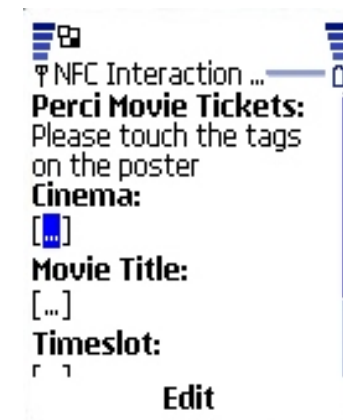 NFC Interaction ...
Perci Movie Tickets:
Please touch the tags
on the poster
Cinema:
[...]
Movie Title:
[...]
Timeslot:
Edit